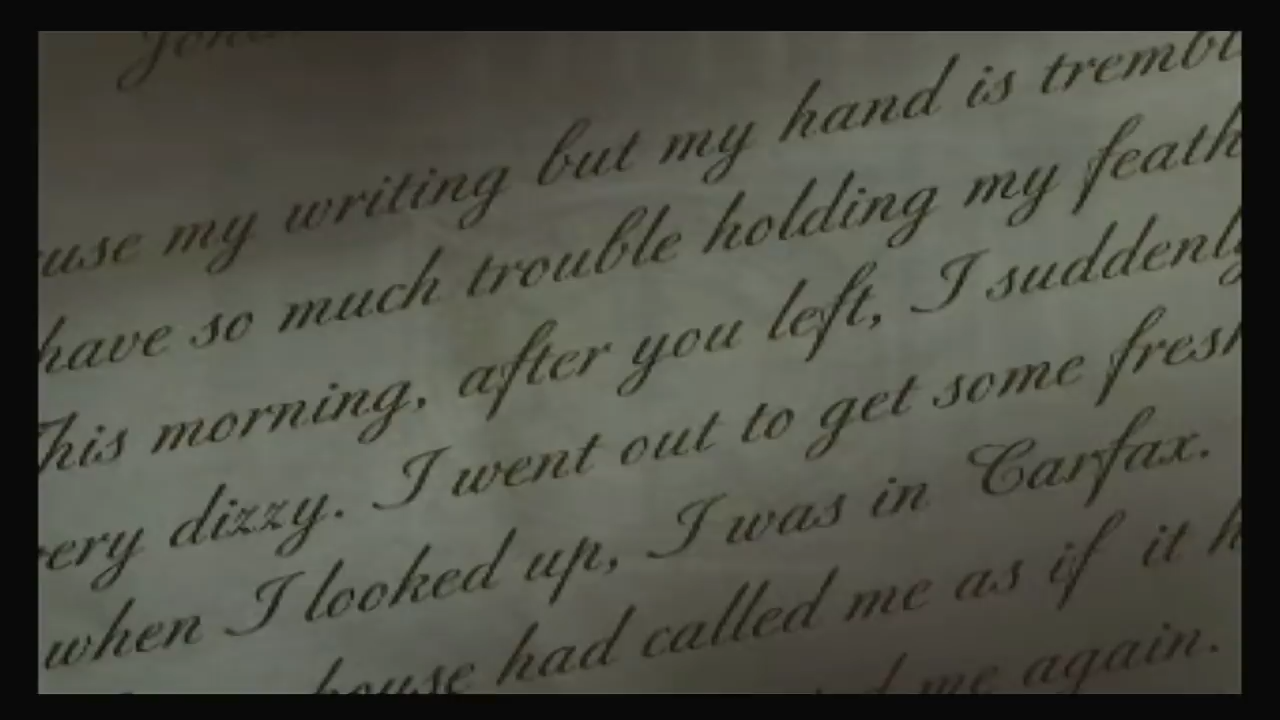 use my writing but my hand is trembl
have so much trouble holding my feath
This morning, after you left, I suddenly
ery dizzy. I went out to get some fresh
when I looked up, I was in Carfax.
house had called me as if it h
me again.